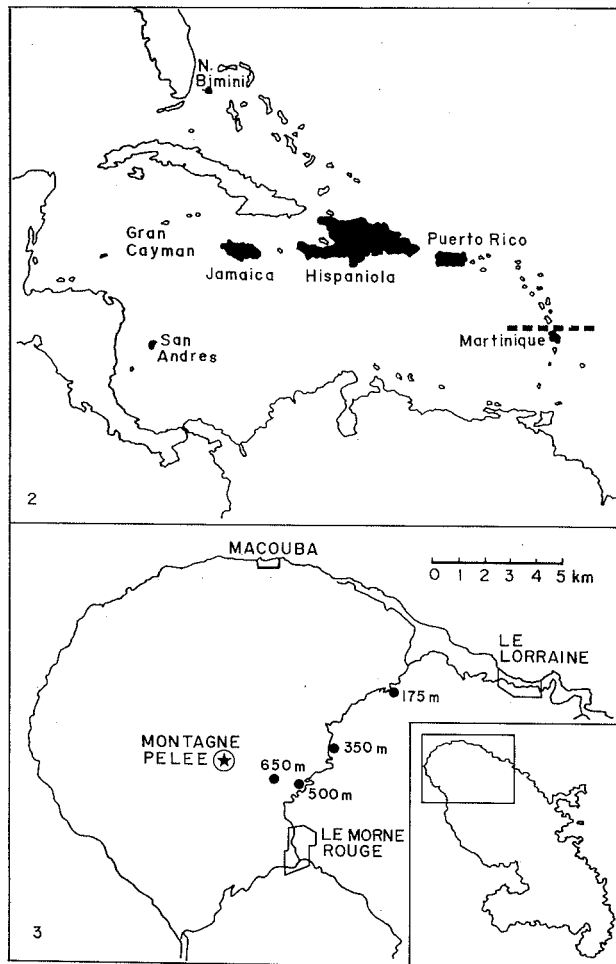 N.
Bimini
Gran
Cayman
Jamaica
Hispaniola
Puerto Rico
San
Andres
Martinique
2
MACOUBA
0 1 2 3 4 5 km
LE
LORRAINE
175 m
350 m
MONTAGNE
PELEE
650 m
500 m
LE MORNE
ROUGE
3